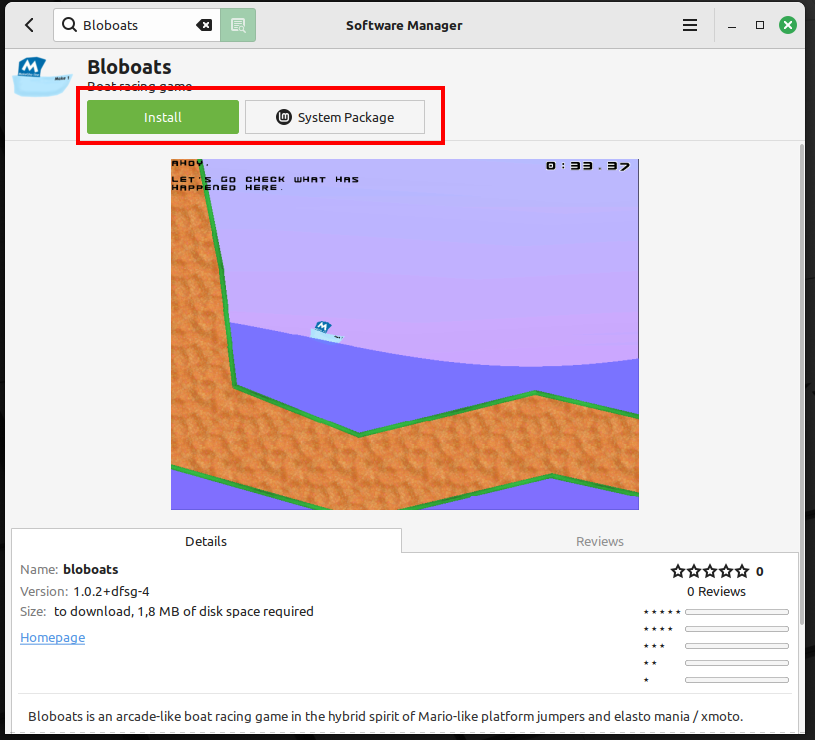 Bloboats
Software Manager
Bloboats
Boat racing game
Install
System Package
AHOY.
0:33.37
LET'S GO CHECK WHAT HAS
HAPPENED HERE.
Details
Reviews
Name: bloboats
Version: 1.0.2+dfsg-4
Size: to download, 1,8 MB of disk space required
Homepage
0
0 Reviews
Bloboats is an arcade-like boat racing game in the hybrid spirit of Mario-like platform jumpers and elasto mania / xmoto.